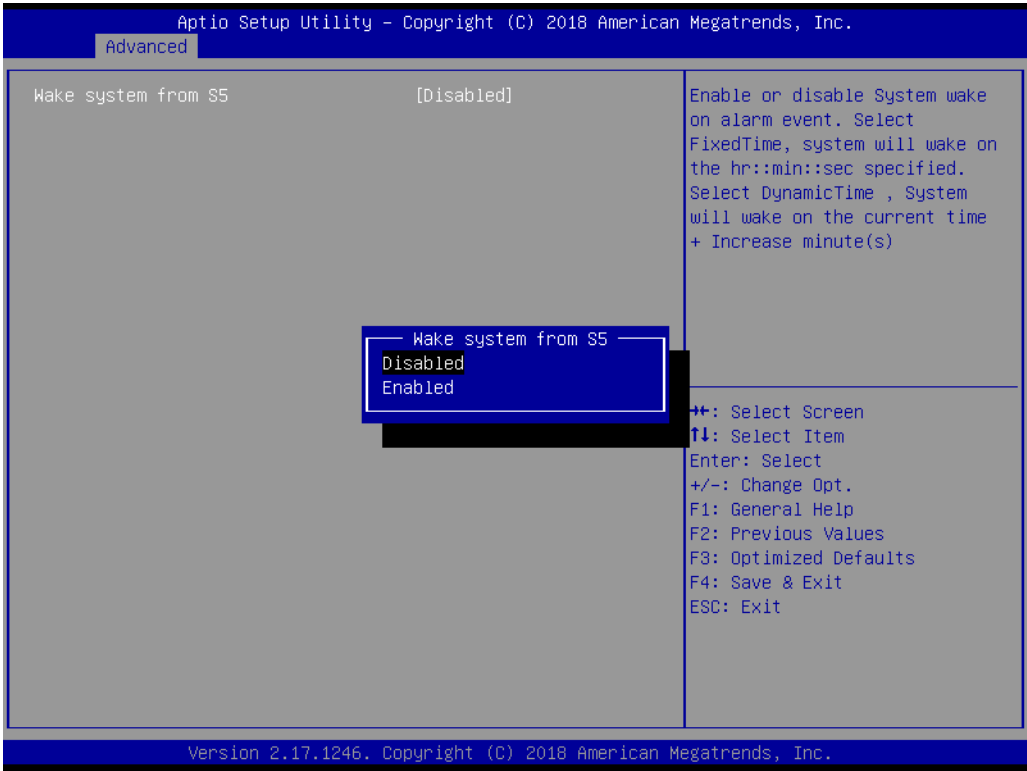 Aptio Setup Utility – Copyright (C) 2018 American Megatrends, Inc.
Advanced
Wake system from S5 [Disabled]
Enable or disable System wake
on alarm event. Select
FixedTime, system will wake on
the hr::min::sec specified.
Select DynamicTime , System
will wake on the current time
+ Increase minute(s)
Wake system from S5
Disabled
Enabled
→←: Select Screen
↑↓: Select Item
Enter: Select
+/-: Change Opt.
F1: General Help
F2: Previous Values
F3: Optimized Defaults
F4: Save & Exit
ESC: Exit
Version 2.17.1246. Copyright (C) 2018 American Megatrends, Inc.